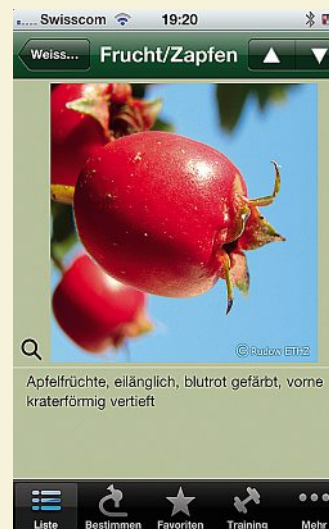 Swisscom 19:20
Weiss... Frucht/Zapfen
© Rudow ETHZ
Apfelfrüchte, eilänglich, blutrot gefärbt, vorne
kraterförmig vertieft
Liste Bestimmen Favoriten Training Mehr